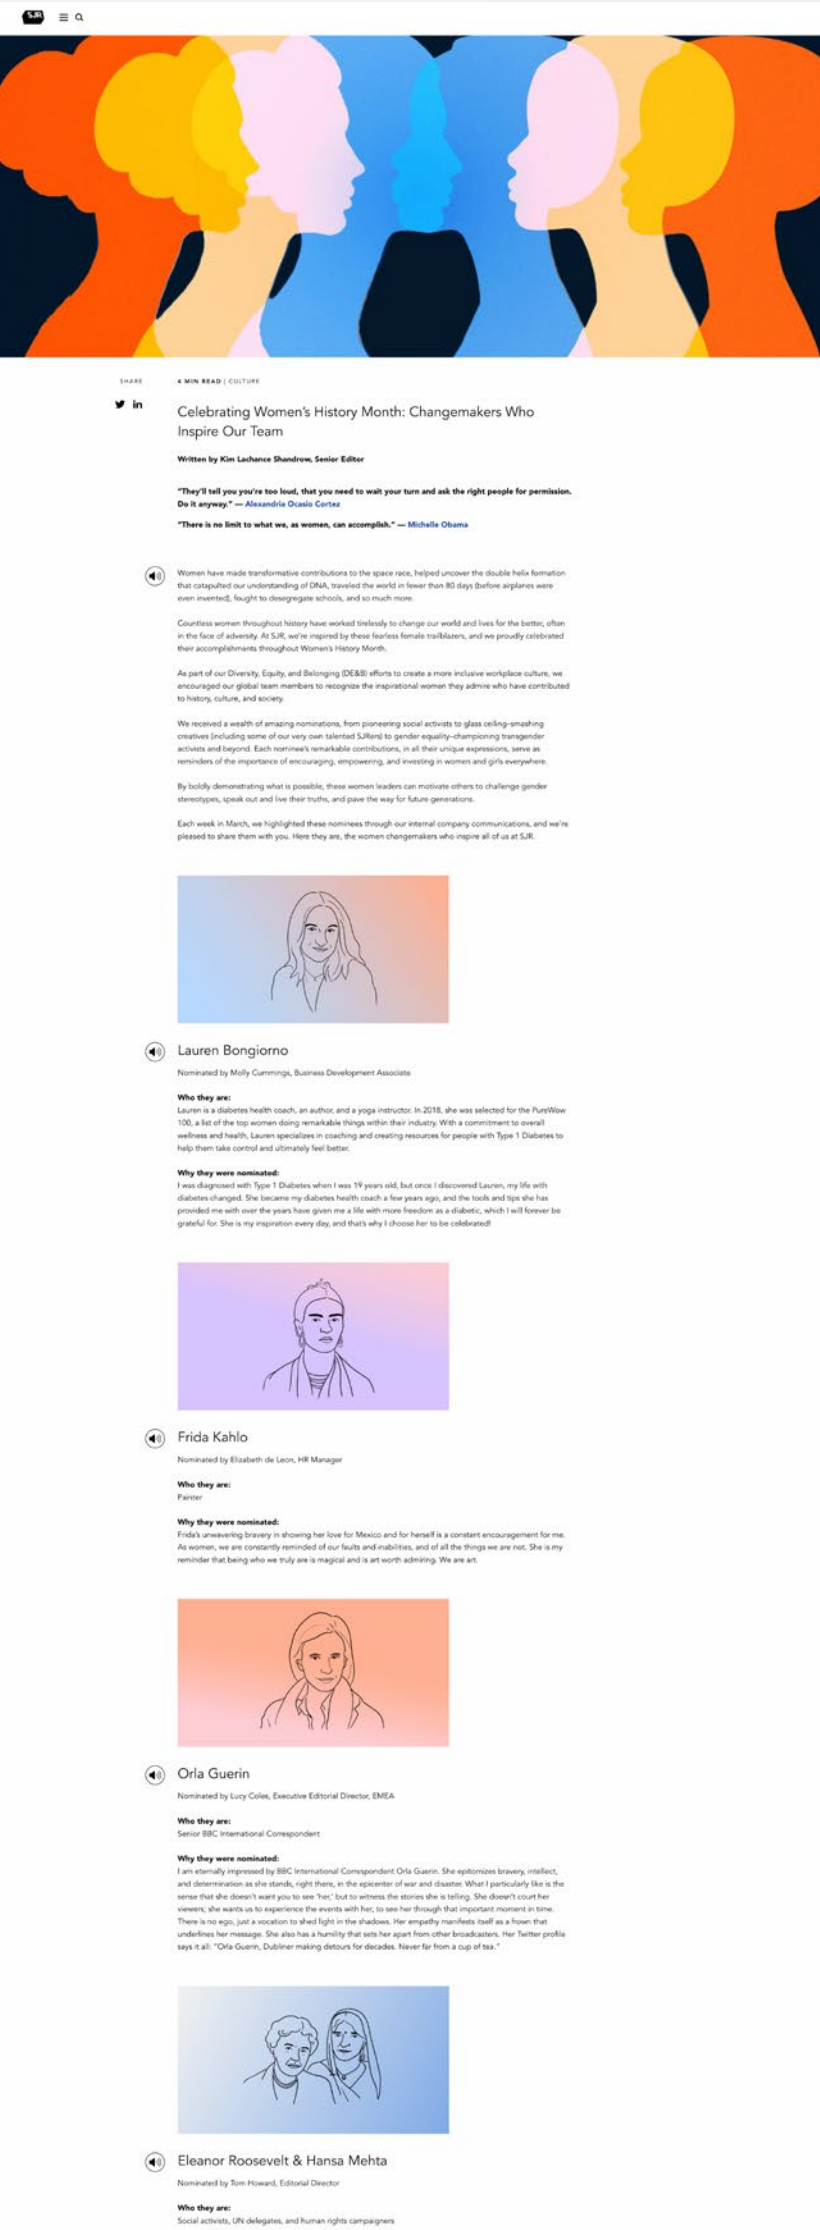 SJR
SHARE
4 MIN READ | CULTURE
Celebrating Women's History Month: Changemakers Who
Inspire Our Team
Written by Kim Lachance Shandrow, Senior Editor
"They'll tell you you're too loud, that you need to wait your turn and ask the right people for permission.
Do it anyway." — Alexandria Ocasio Cortez
"There is no limit to what we, as women, can accomplish." — Michelle Obama
Women have made transformative contributions to the space race, helped uncover the double helix formation
that catapulted our understanding of DNA, traveled the world in fewer than 80 days (before airplanes were
even invented), fought to desegregate schools, and so much more.
Countless women throughout history have worked tirelessly to change our world and lives for the better, often
in the face of adversity. At SJR, we're inspired by these fearless female trailblazers, and we proudly celebrated
their accomplishments throughout Women's History Month.
As part of our Diversity, Equity, and Belonging (DE&B) efforts to create a more inclusive workplace culture, we
encouraged our global team members to recognize the inspirational women they admire who have contributed
to history, culture, and society.
We received a wealth of amazing nominations, from pioneering social activists to glass ceiling–smashing
creatives (including some of our very own talented SJRers) to gender equality–championing transgender
activists and beyond. Each nominee's remarkable contributions, in all their unique expressions, serve as
reminders of the importance of encouraging, empowering, and investing in women and girls everywhere.
By boldly demonstrating what is possible, these women leaders can motivate others to challenge gender
stereotypes, speak out and live their truths, and pave the way for future generations.
Each week in March, we highlighted these nominees through our internal company communications, and we're
pleased to share them with you. Here they are, the women changemakers who inspire all of us at SJR.
Lauren Bongiorno
Nominated by Molly Cummings, Business Development Associate
Who they are:
Lauren is a diabetes health coach, an author, and a yoga instructor. In 2018, she was selected for the PureWow
100, a list of the top women doing remarkable things within their industry. With a commitment to overall
wellness and health, Lauren specializes in coaching and creating resources for people with Type 1 Diabetes to
help them take control and ultimately feel better.
Why they were nominated:
I was diagnosed with Type 1 Diabetes when I was 19 years old, but once I discovered Lauren, my life with
diabetes changed. She became my diabetes health coach a few years ago, and the tools and tips she has
provided me with over the years have given me a life with more freedom as a diabetic, which I will forever be
grateful for. She is my inspiration every day, and that's why I choose her to be celebrated!
Frida Kahlo
Nominated by Elizabeth de Leon, HR Manager
Who they are:
Painter
Why they were nominated:
Frida's unwavering bravery in showing her love for Mexico and for herself is a constant encouragement for me.
As women, we are constantly reminded of our faults and inabilities, and of all the things we are not. She is my
reminder that being who we truly are is magical and is art worth admiring. We are art.
Orla Guerin
Nominated by Lucy Coles, Executive Editorial Director, EMEA
Who they are:
Senior BBC International Correspondent
Why they were nominated:
I am eternally impressed by BBC International Correspondent Orla Guerin. She epitomizes bravery, intellect,
and determination as she stands, right there, in the epicenter of war and disaster. What I particularly like is the
sense that she doesn't want you to see 'her,' but to witness the stories she is telling. She doesn't court her
viewers; she wants us to experience the events with her, to see her through that important moment in time.
There is no ego, just a vocation to shed light in the shadows. Her empathy manifests itself as a frown that
underlines her message. She also has a humility that sets her apart from other broadcasters. Her Twitter profile
says it all: "Orla Guerin, Dubliner making detours for decades. Never far from a cup of tea."
Eleanor Roosevelt & Hansa Mehta
Nominated by Tom Howard, Editorial Director
Who they are:
Social activists, UN delegates, and human rights campaigners